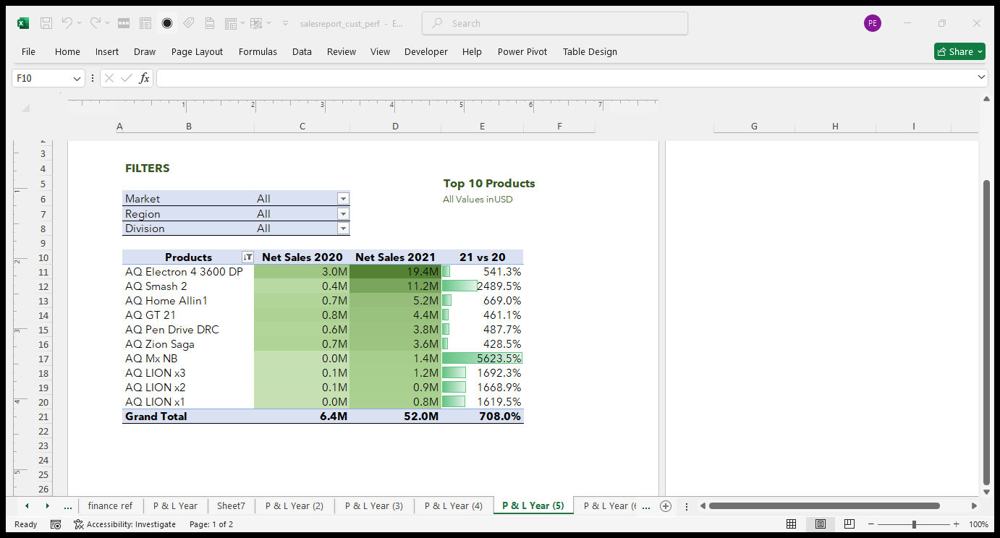 salesreport_cust_perf - E...
Search
PE
File Home Insert Draw Page Layout Formulas Data Review View Developer Help Power Pivot Table Design
Share
F10
fx
1 2 3 4 5 6 7
A B C D E F G H I
2
3
4 FILTERS
5 Top 10 Products
6 Market All All Values inUSD
7 Region All
8 Division All
9
10 Products Net Sales 2020 Net Sales 2021 21 vs 20
11 AQ Electron 4 3600 DP 3.0M 19.4M 541.3%
12 AQ Smash 2 0.4M 11.2M 2489.5%
13 AQ Home Allin1 0.7M 5.2M 669.0%
14 AQ GT 21 0.8M 4.4M 461.1%
15 AQ Pen Drive DRC 0.6M 3.8M 487.7%
16 AQ Zion Saga 0.7M 3.6M 428.5%
17 AQ Mx NB 0.0M 1.4M 5623.5%
18 AQ LION x3 0.1M 1.2M 1692.3%
19 AQ LION x2 0.1M 0.9M 1668.9%
20 AQ LION x1 0.0M 0.8M 1619.5%
21 Grand Total 6.4M 52.0M 708.0%
22
23
24
25
26
1
2
3
4
5
... finance ref P & L Year Sheet7 P & L Year (2) P & L Year (3) P & L Year (4) P & L Year (5) P & L Year (6 ...
Ready Accessibility: Investigate Page: 1 of 2 100%